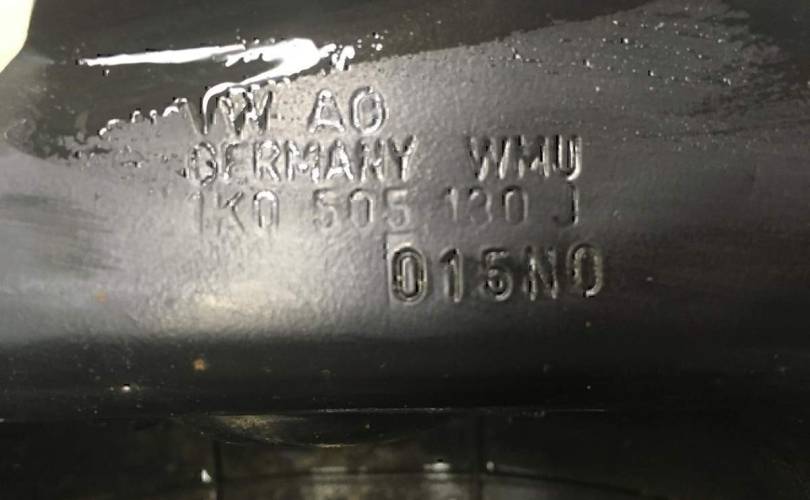 VW AG
GERMANY WMU
1K0 505 130 J
015N0